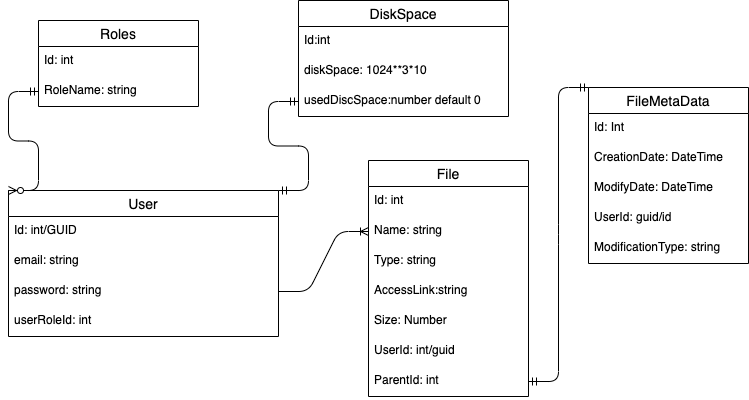 Roles
Id: int
RoleName: string
DiskSpace
Id:int
diskSpace: 1024**3*10
usedDiscSpace:number default 0
User
Id: int/GUID
email: string
password: string
userRoleId: int
File
Id: int
Name: string
Type: string
AccessLink:string
Size: Number
UserId: int/guid
ParentId: int
FileMetaData
Id: Int
CreationDate: DateTime
ModifyDate: DateTime
UserId: guid/id
ModificationType: string